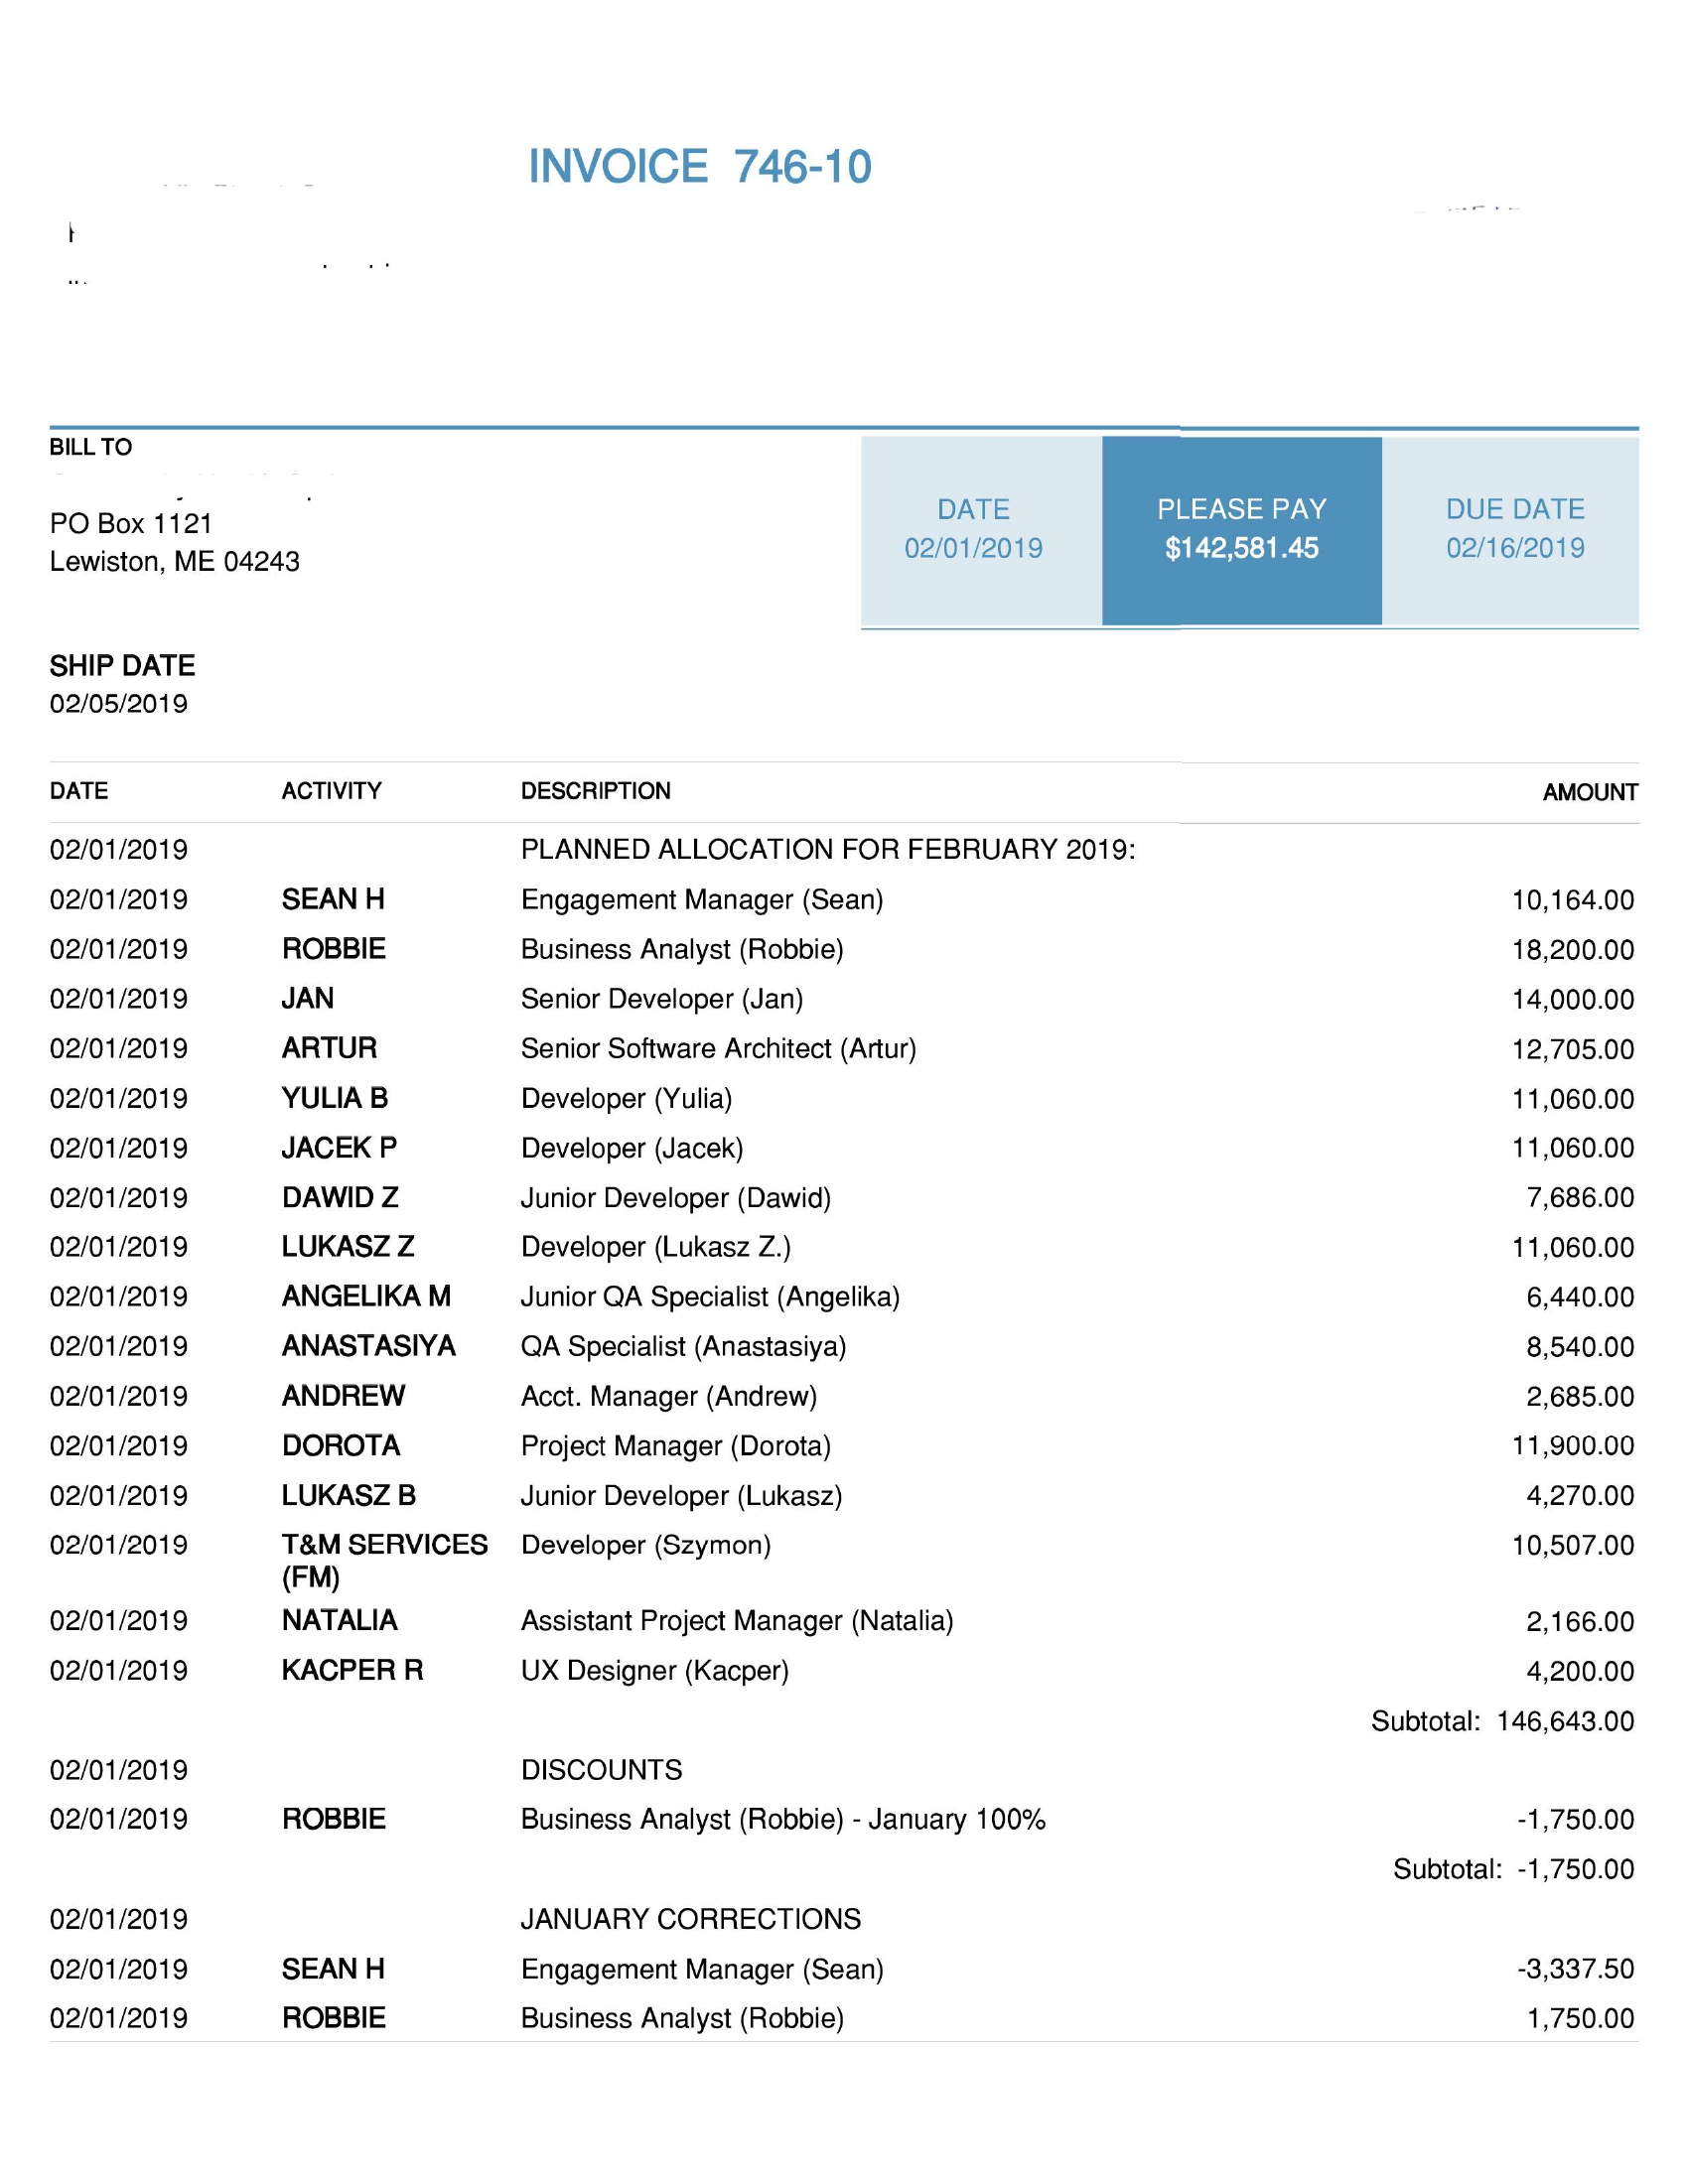 INVOICE 746-10
BILL TO
PO Box 1121
Lewiston, ME 04243
DATE
02/01/2019
PLEASE PAY
$142,581.45
DUE DATE
02/16/2019
SHIP DATE
02/05/2019
DATE ACTIVITY DESCRIPTION AMOUNT
02/01/2019 PLANNED ALLOCATION FOR FEBRUARY 2019:
02/01/2019 SEAN H Engagement Manager (Sean) 10,164.00
02/01/2019 ROBBIE Business Analyst (Robbie) 18,200.00
02/01/2019 JAN Senior Developer (Jan) 14,000.00
02/01/2019 ARTUR Senior Software Architect (Artur) 12,705.00
02/01/2019 YULIA B Developer (Yulia) 11,060.00
02/01/2019 JACEK P Developer (Jacek) 11,060.00
02/01/2019 DAWID Z Junior Developer (Dawid) 7,686.00
02/01/2019 LUKASZ Z Developer (Lukasz Z.) 11,060.00
02/01/2019 ANGELIKA M Junior QA Specialist (Angelika) 6,440.00
02/01/2019 ANASTASIYA QA Specialist (Anastasiya) 8,540.00
02/01/2019 ANDREW Acct. Manager (Andrew) 2,685.00
02/01/2019 DOROTA Project Manager (Dorota) 11,900.00
02/01/2019 LUKASZ B Junior Developer (Lukasz) 4,270.00
02/01/2019 T&M SERVICES Developer (Szymon) 10,507.00
(FM)
02/01/2019 NATALIA Assistant Project Manager (Natalia) 2,166.00
02/01/2019 KACPER R UX Designer (Kacper) 4,200.00
Subtotal: 146,643.00
02/01/2019 DISCOUNTS
02/01/2019 ROBBIE Business Analyst (Robbie) - January 100% -1,750.00
Subtotal: -1,750.00
02/01/2019 JANUARY CORRECTIONS
02/01/2019 SEAN H Engagement Manager (Sean) -3,337.50
02/01/2019 ROBBIE Business Analyst (Robbie) 1,750.00